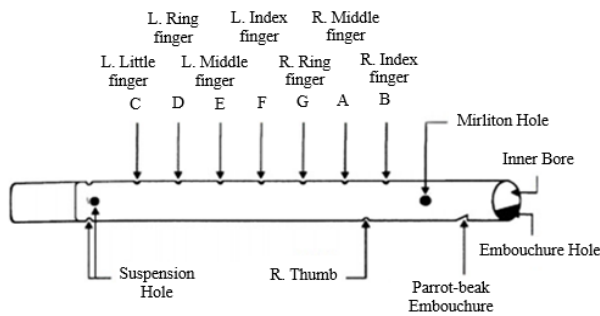 L. Ring
finger
L. Index
finger
R. Middle
finger
L. Little
finger
L. Middle
finger
R. Ring
finger
R. Index
finger
C
D
E
F
G
A
B
Mirliton Hole
Inner Bore
Embouchure Hole
Suspension
Hole
R. Thumb
Parrot-beak
Embouchure